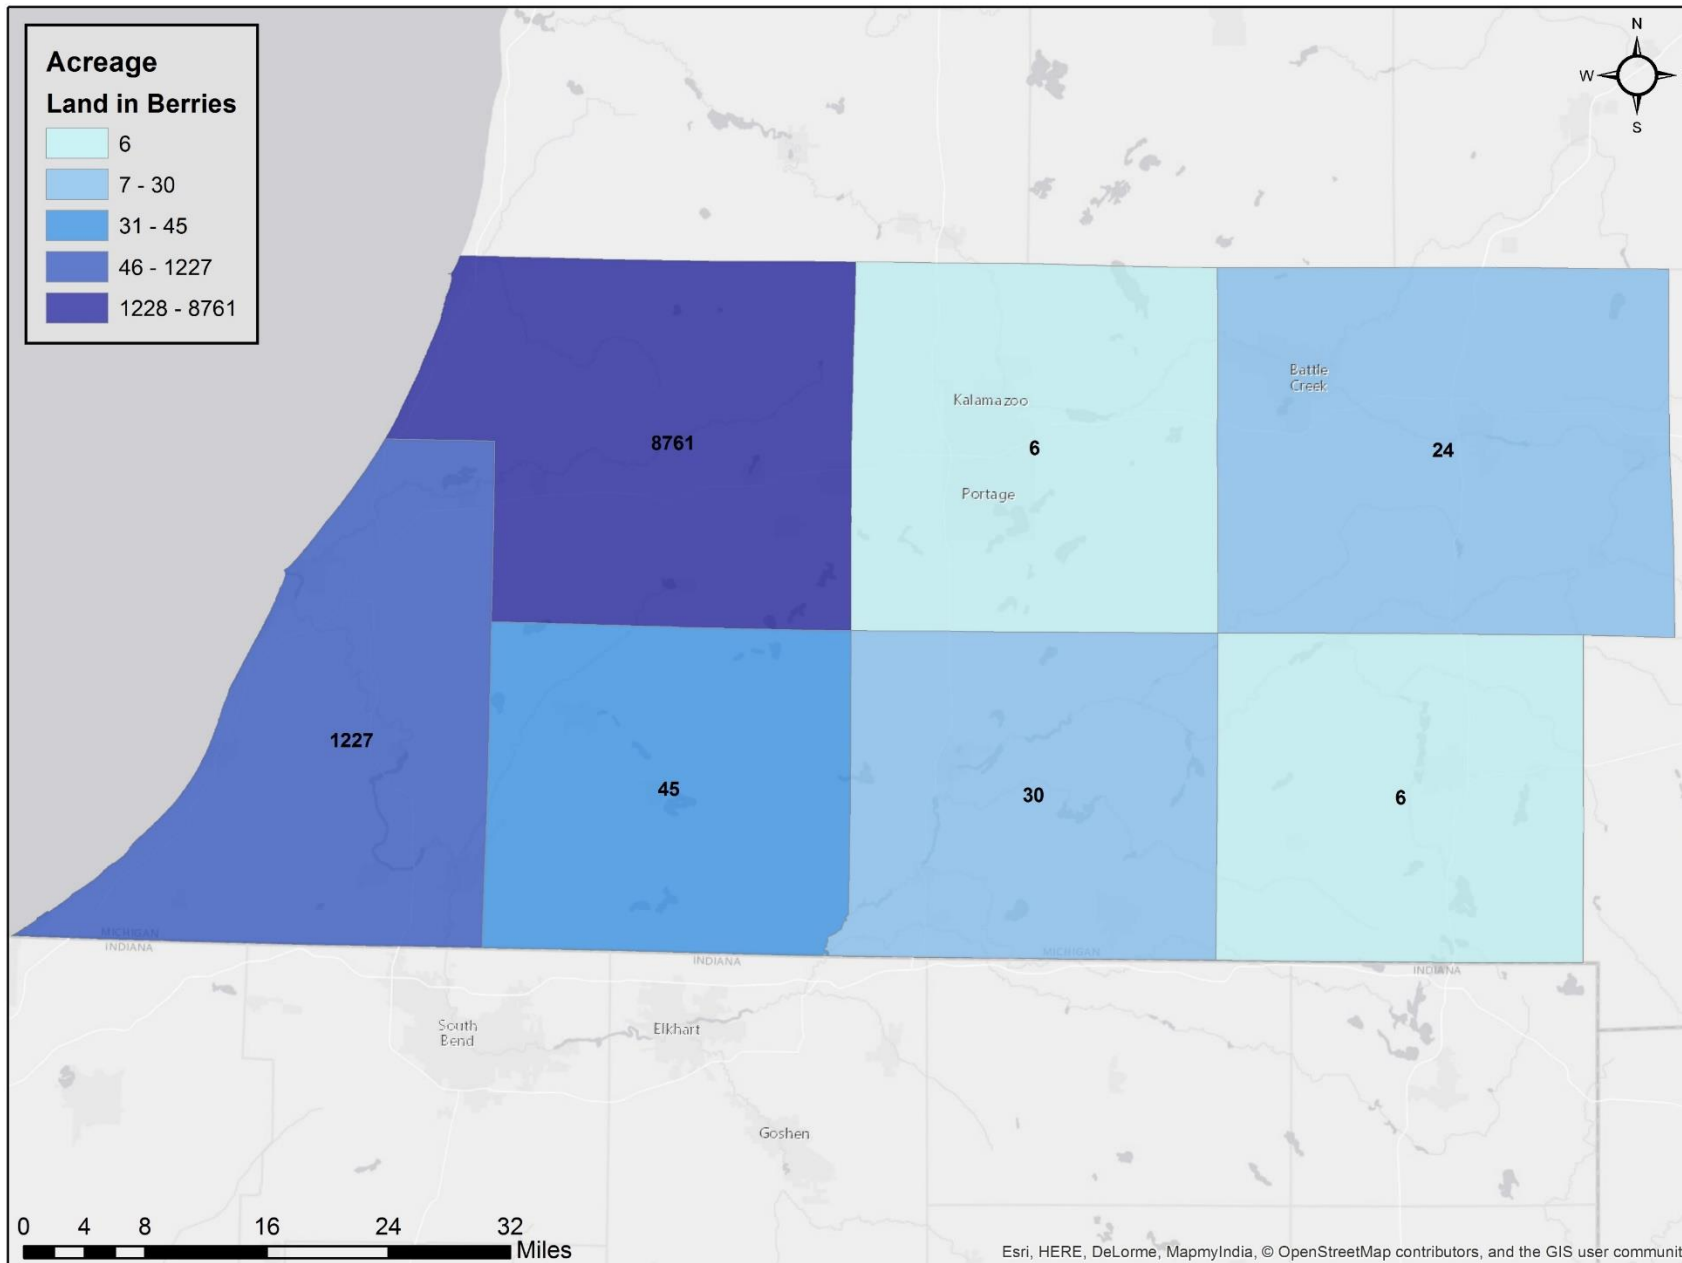 Acreage
Land in Berries
6
7 - 30
31 - 45
46 - 1227
1228 - 8761
N
W
S
Battle
Creek
Kalamazoo
8761
6
24
Portage
1227
45
30
6
MICHIGAN
INDIANA
INDIANA
MICHIGAN
INDIANA
South
Bend
Elkhart
Goshen
0 4 8 16 24 32
Miles
Esri, HERE, DeLorme, MapmyIndia, © OpenStreetMap contributors, and the GIS user communit